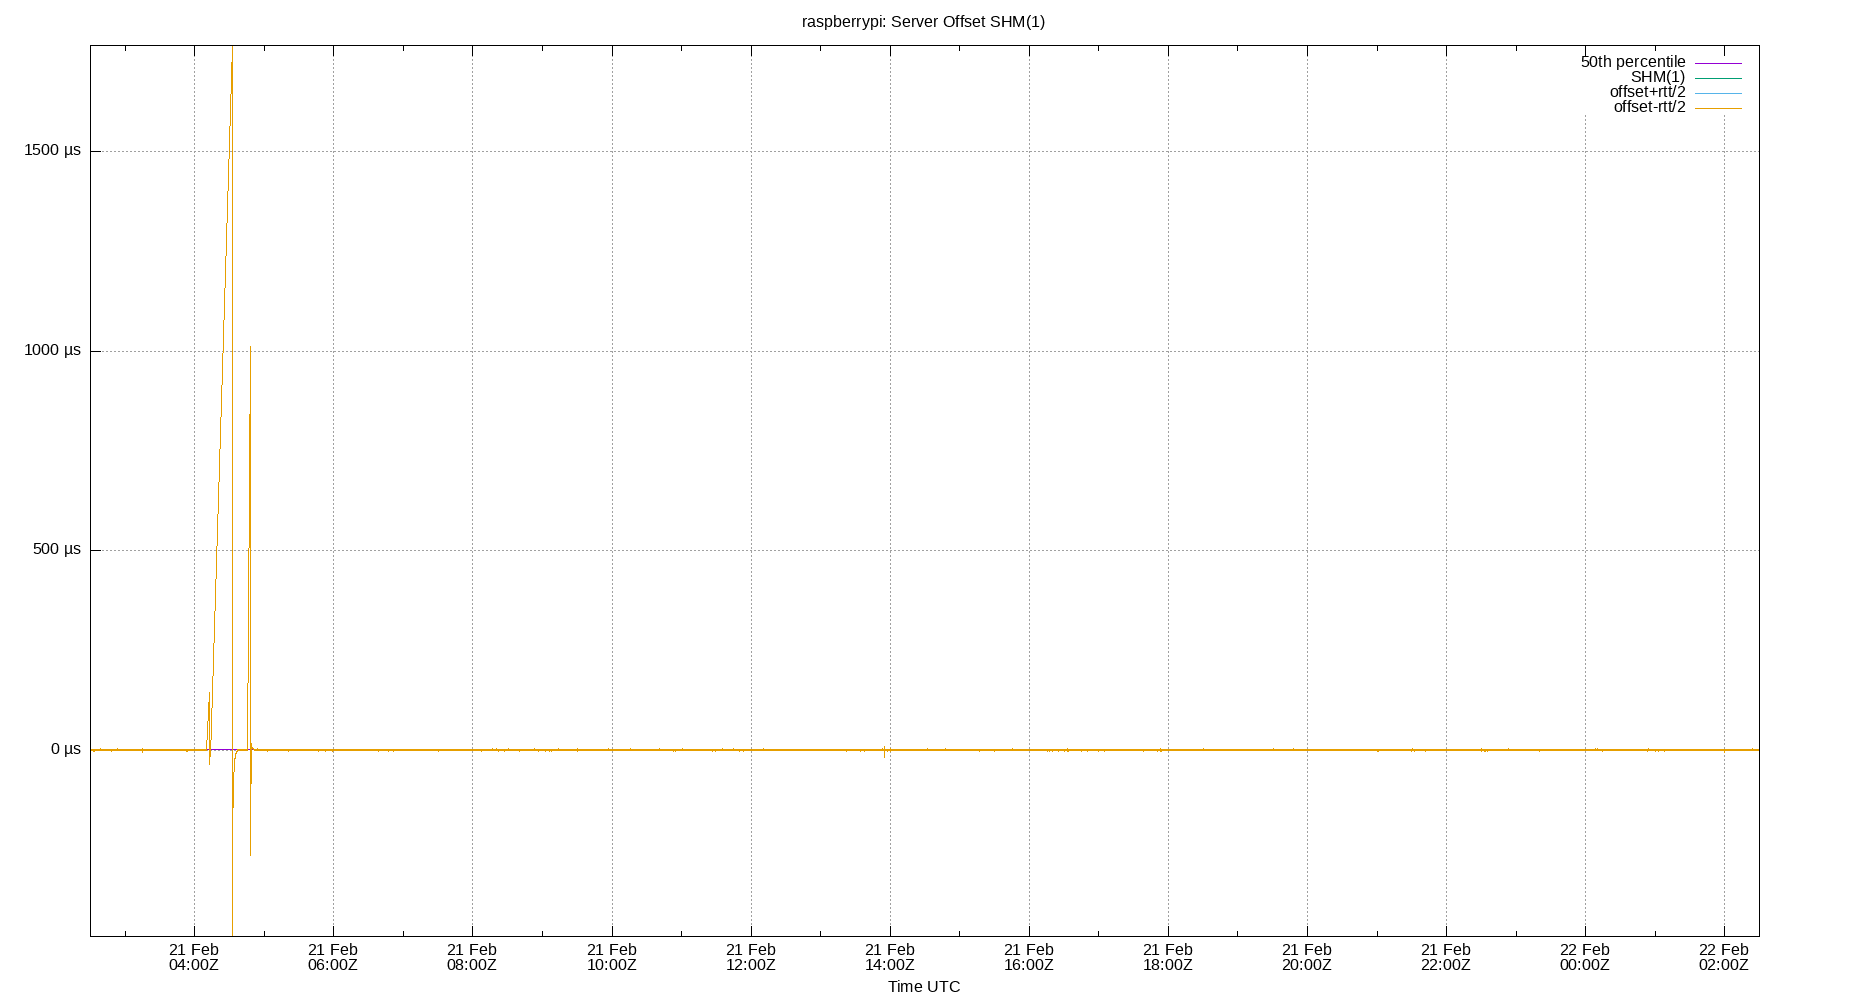 raspberrypi: Server Offset SHM(1)
50th percentile
SHM(1)
offset+rtt/2
offset-rtt/2
1500 µs
1000 µs
500 µs
0 µs
21 Feb 21 Feb 21 Feb 21 Feb 21 Feb 21 Feb 21 Feb 21 Feb 21 Feb 21 Feb 22 Feb 22 Feb
04:00Z 06:00Z 08:00Z 10:00Z 12:00Z 14:00Z 16:00Z 18:00Z 20:00Z 22:00Z 00:00Z 02:00Z
Time UTC